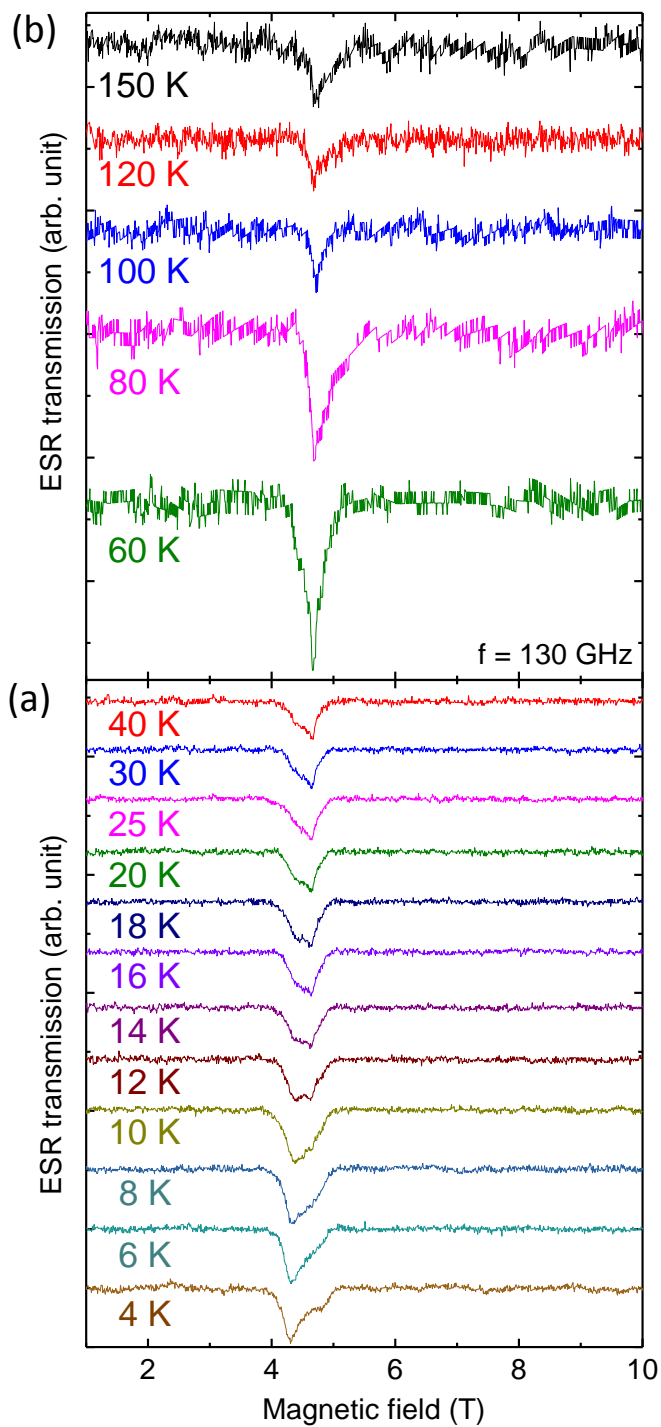 (b)
150 K
120 K
100 K
80 K
60 K
f = 130 GHz
ESR transmission (arb. unit)
(a)
40 K
30 K
25 K
20 K
18 K
16 K
14 K
12 K
10 K
8 K
6 K
4 K
ESR transmission (arb. unit)
2 4 6 8 10
Magnetic field (T)